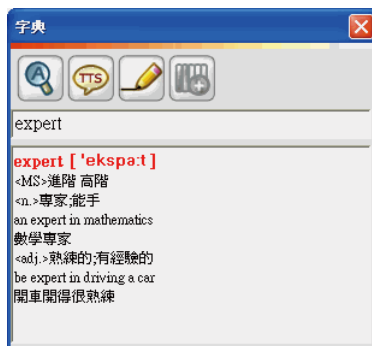 字典
TTS
expert
expert [ 'ekspa:t ]
<MS>進階 高階
<n.>專家;能手
an expert in mathematics
數學專家
<adj.>熟練的;有經驗的
be expert in driving a car
開車開得很熟練